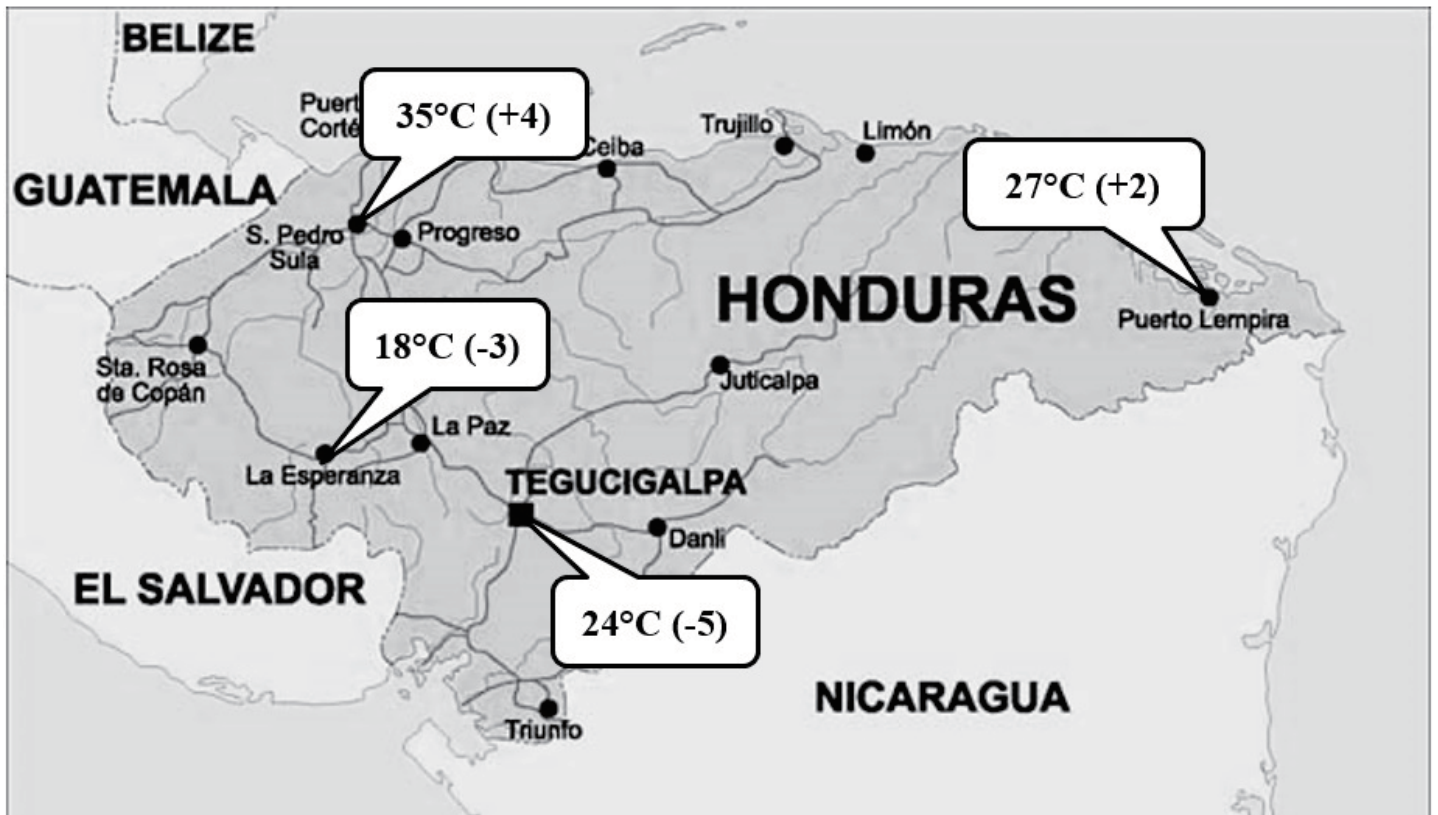 BELIZE
Puert
Corté
35°C (+4)
Ceiba
Trujillo
Limón
GUATEMALA
27°C (+2)
S. Pedro
Sula
Progreso
HONDURAS
Puerto Lempira
18°C (-3)
Sta. Rosa
de Copán
Juticalpa
La Paz
La Esperanza
TEGUCIGALPA
Danli
EL SALVADOR
24°C (-5)
NICARAGUA
Triunfo